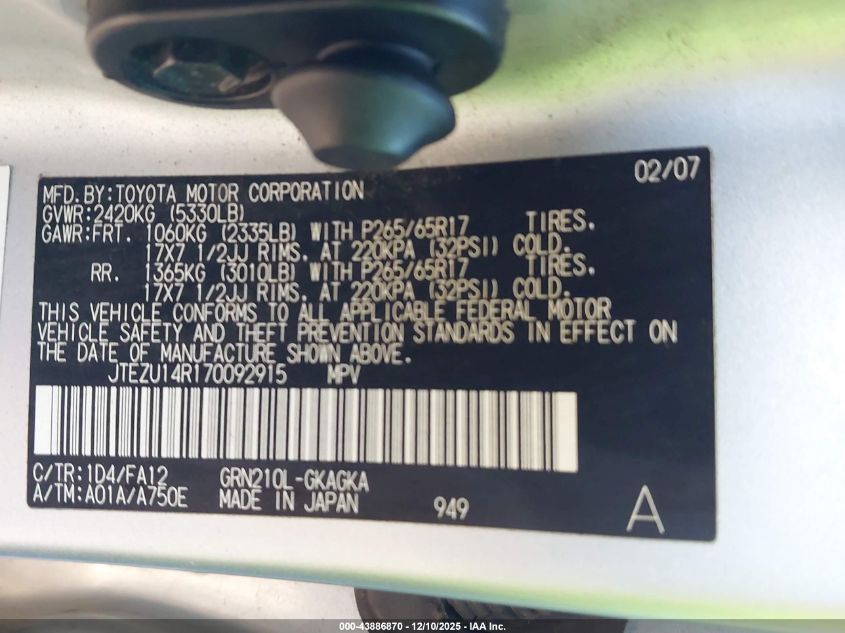 02/07
MFD.BY:TOYOTA MOTOR CORPORATION
GVWR:2420KG (5330LB)
GAWR:FRT. 1060KG (2335LB) WITH P265/65R17 TIRES.
17X7 1/2JJ RIMS. AT 220KPA (32PSI) COLD.
RR. 1365KG (3010LB) WITH P265/65R17 TIRES.
17X7 1/2JJ RIMS. AT 220KPA (32PSI) COLD.
THIS VEHICLE CONFORMS TO ALL APPLICABLE FEDERAL MOTOR
VEHICLE SAFETY AND THEFT PREVENTION STANDARDS IN EFFECT ON
THE DATE OF MANUFACTURE SHOWN ABOVE.
JTEZU14R170092915 MPV
C/TR:1D4/FA12 GRN210L-GKAGKA
A/TM:A01A/A750E MADE IN JAPAN 949 A
000-43886870 - 12/10/2025 - IAA Inc.